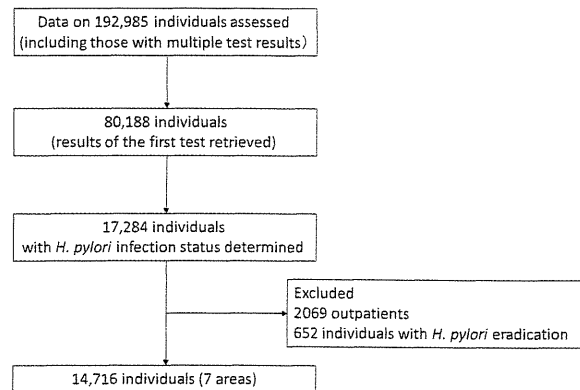 Data on 192,985 individuals assessed
(including those with multiple test results)
80,188 individuals
(results of the first test retrieved)
17,284 individuals
with H. pylori infection status determined
Excluded
2069 outpatients
652 individuals with H. pylori eradication
14,716 individuals (7 areas)